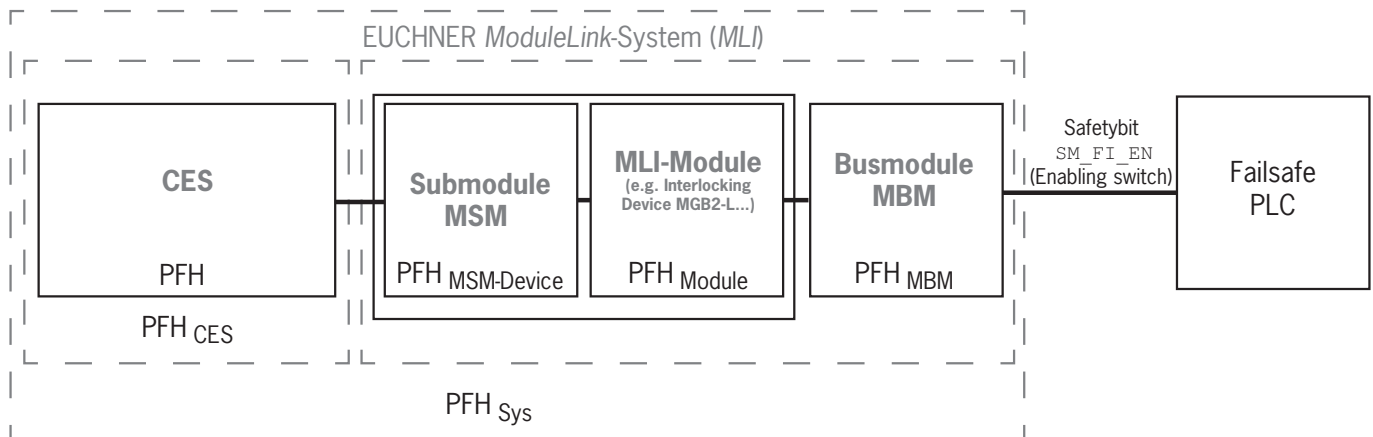 EUCHNER ModuleLink-System (MLI)
CES
PFH
PFH CES
Submodule
MSM
PFH MSM-Device
MLI-Module
(e.g. Interlocking
Device MGB2-L...)
PFH Module
Busmodule
MBM
PFH MBM
PFH Sys
Safetybit
SM_FI_EN
(Enabling switch)
Failsafe
PLC